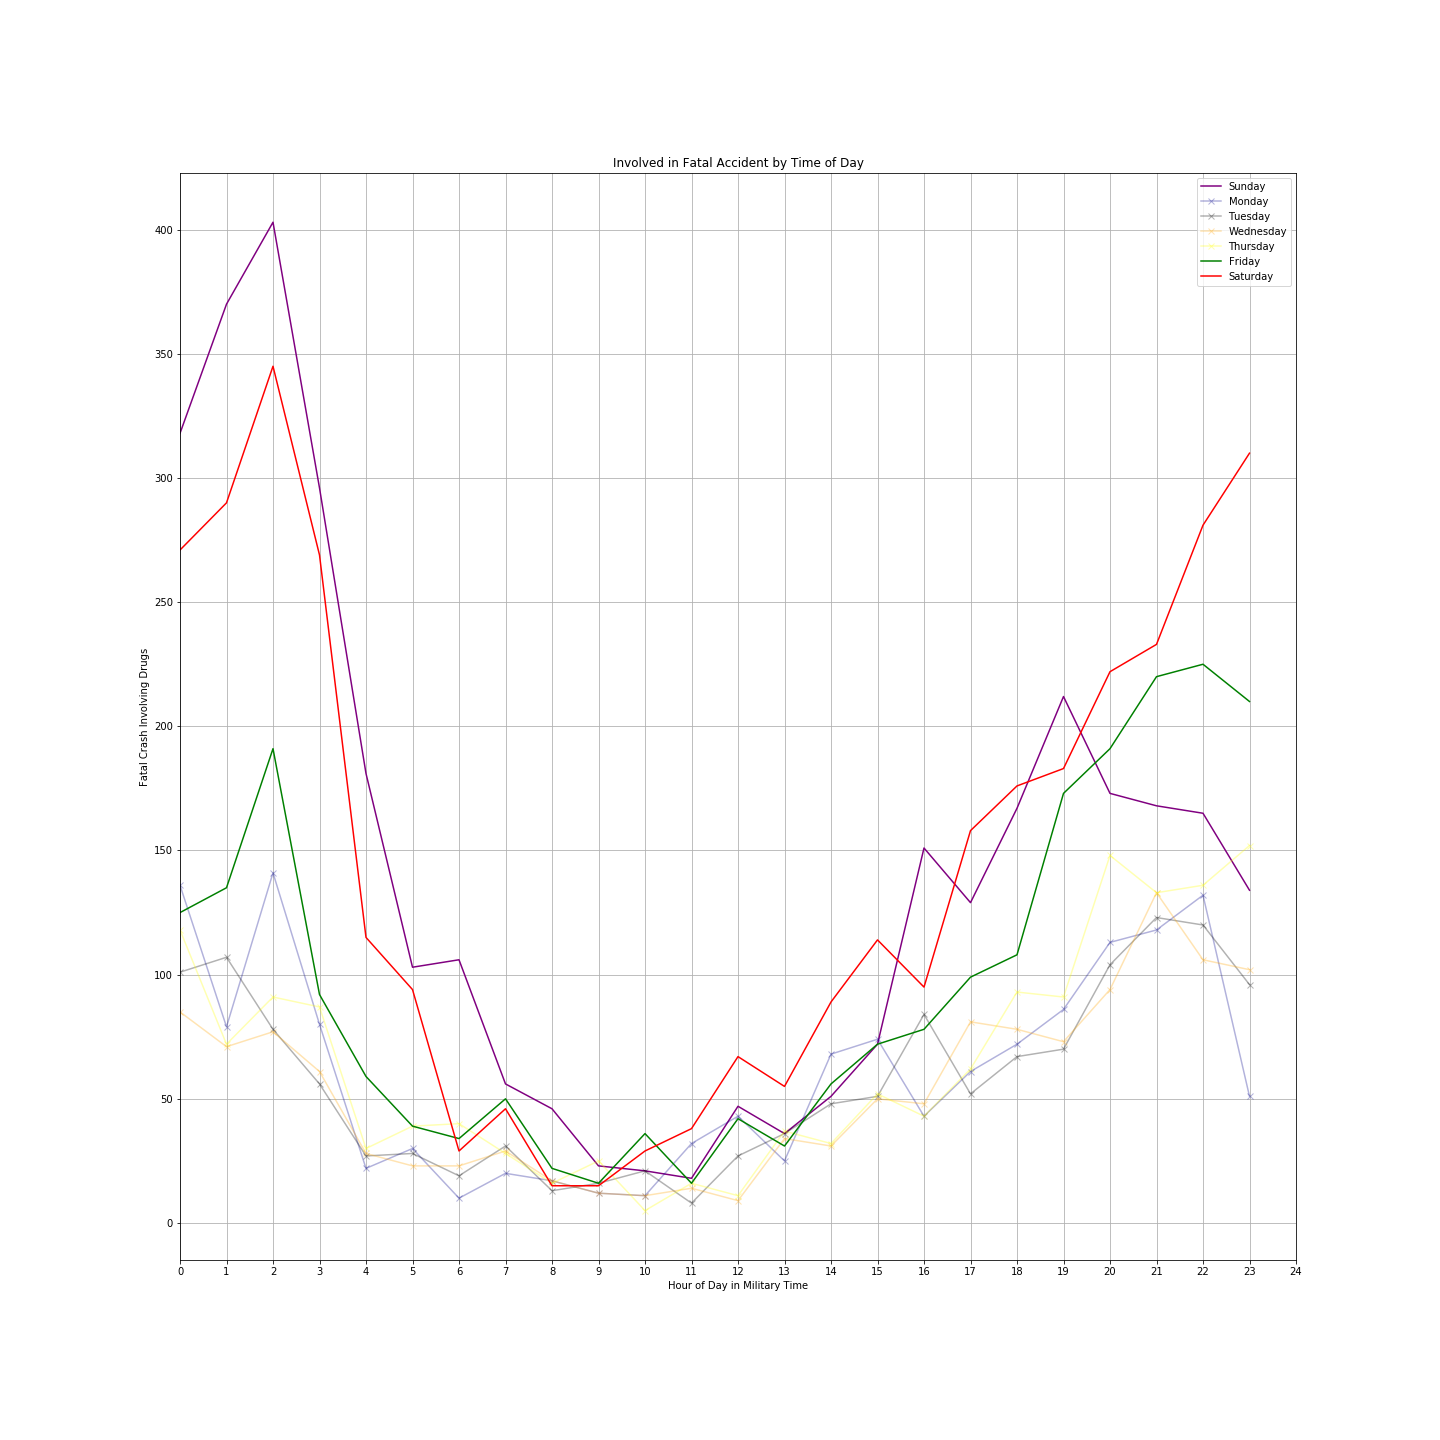 Involved in Fatal Accident by Time of Day
Sunday
Monday
Tuesday
Wednesday
Thursday
Friday
Saturday
400
350
300
250
200
150
100
50
0
Fatal Crash Involving Drugs
0 1 2 3 4 5 6 7 8 9 10 11 12 13 14 15 16 17 18 19 20 21 22 23 24
Hour of Day in Military Time